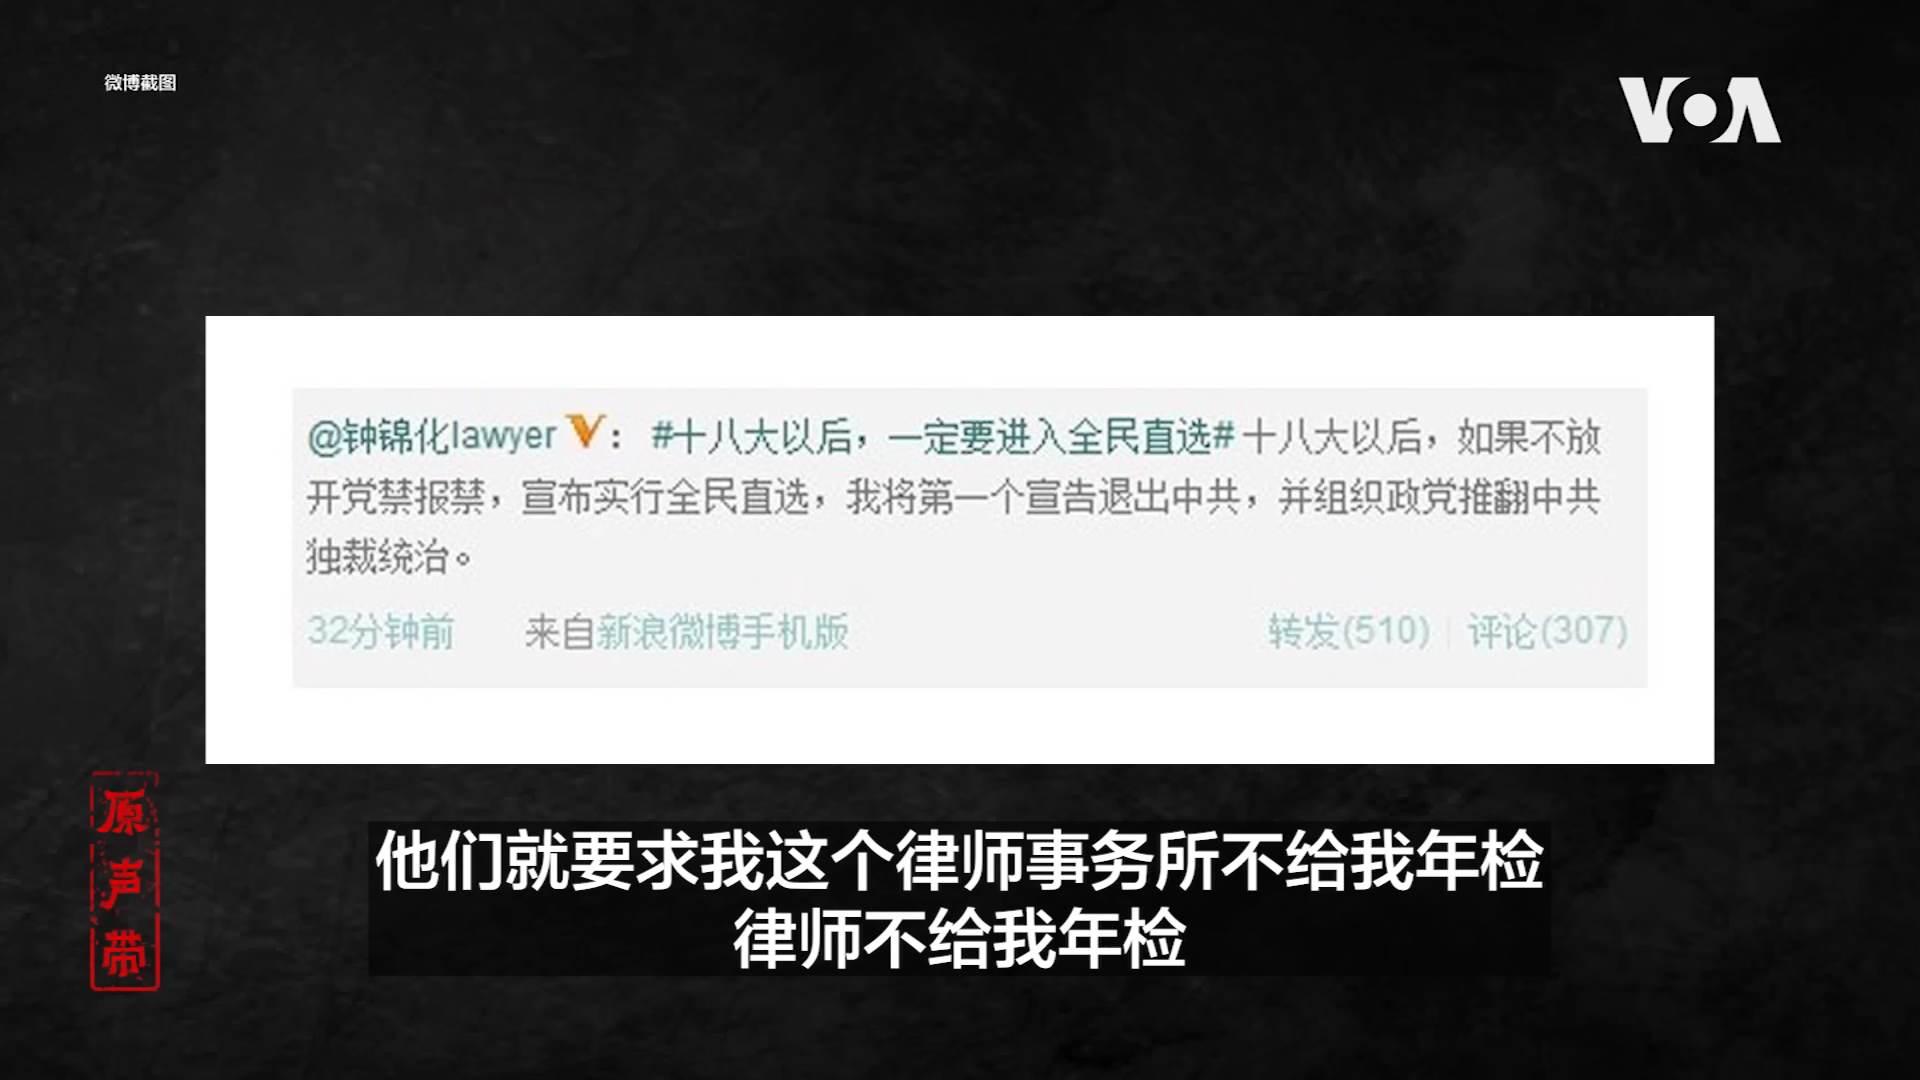 微博截图
VOA
@钟锦化lawyer V：#十八大以后，一定要进入全民直选#十八大以后，如果不放
开党禁报禁，宣布实行全民直选，我将第一个宣告退出中共，并组织政党推翻中共
独裁统治。
32分钟前 来自新浪微博手机版 转发(510) | 评论(307)
原声带
他们就要求我这个律师事务所不给我年检
律师不给我年检